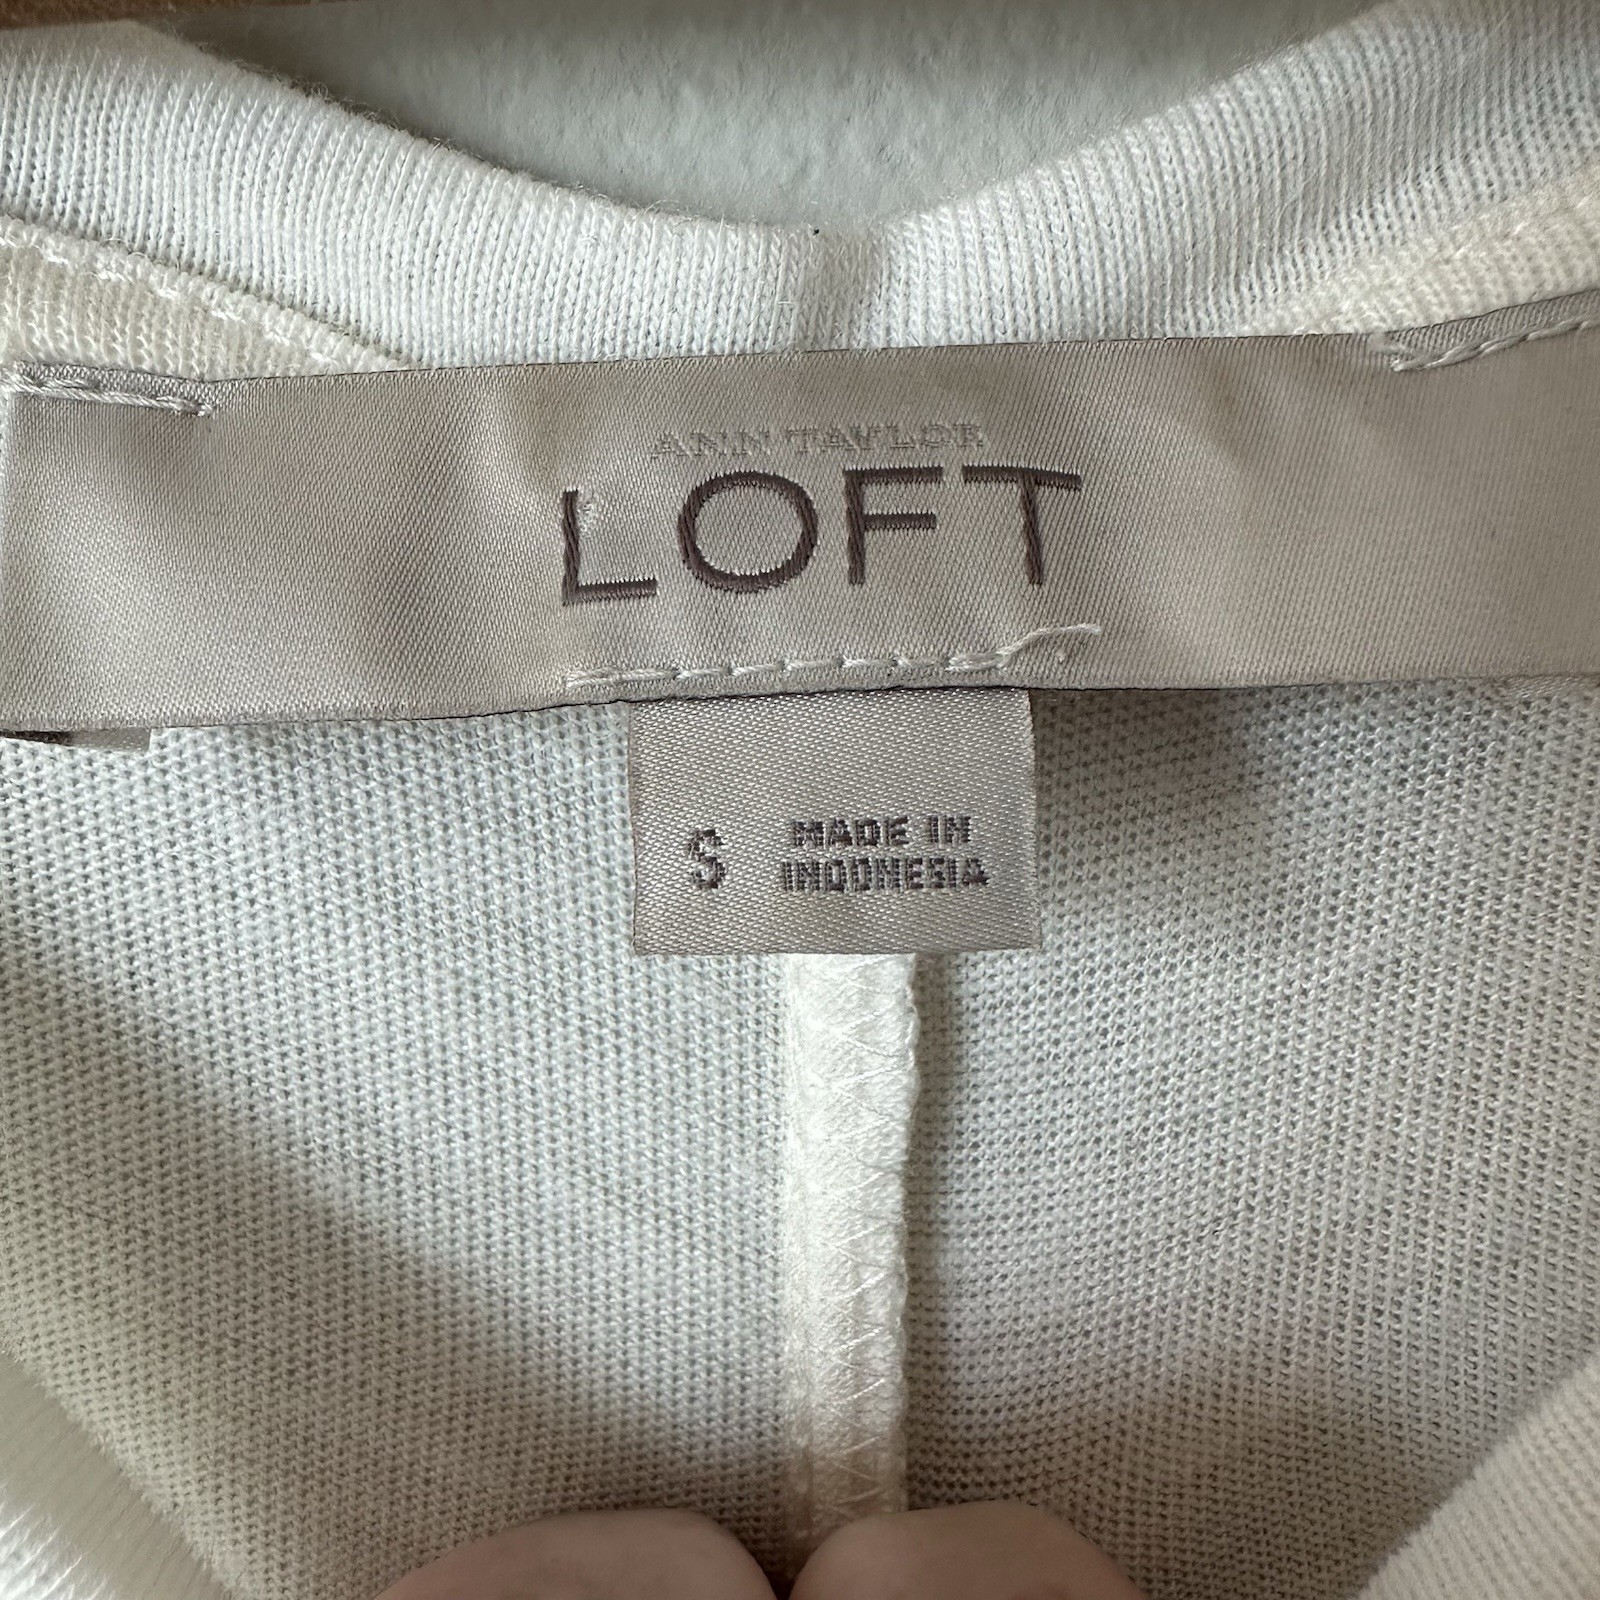 ANN TAYLOR
LOFT
S
MADE IN
INDONESIA